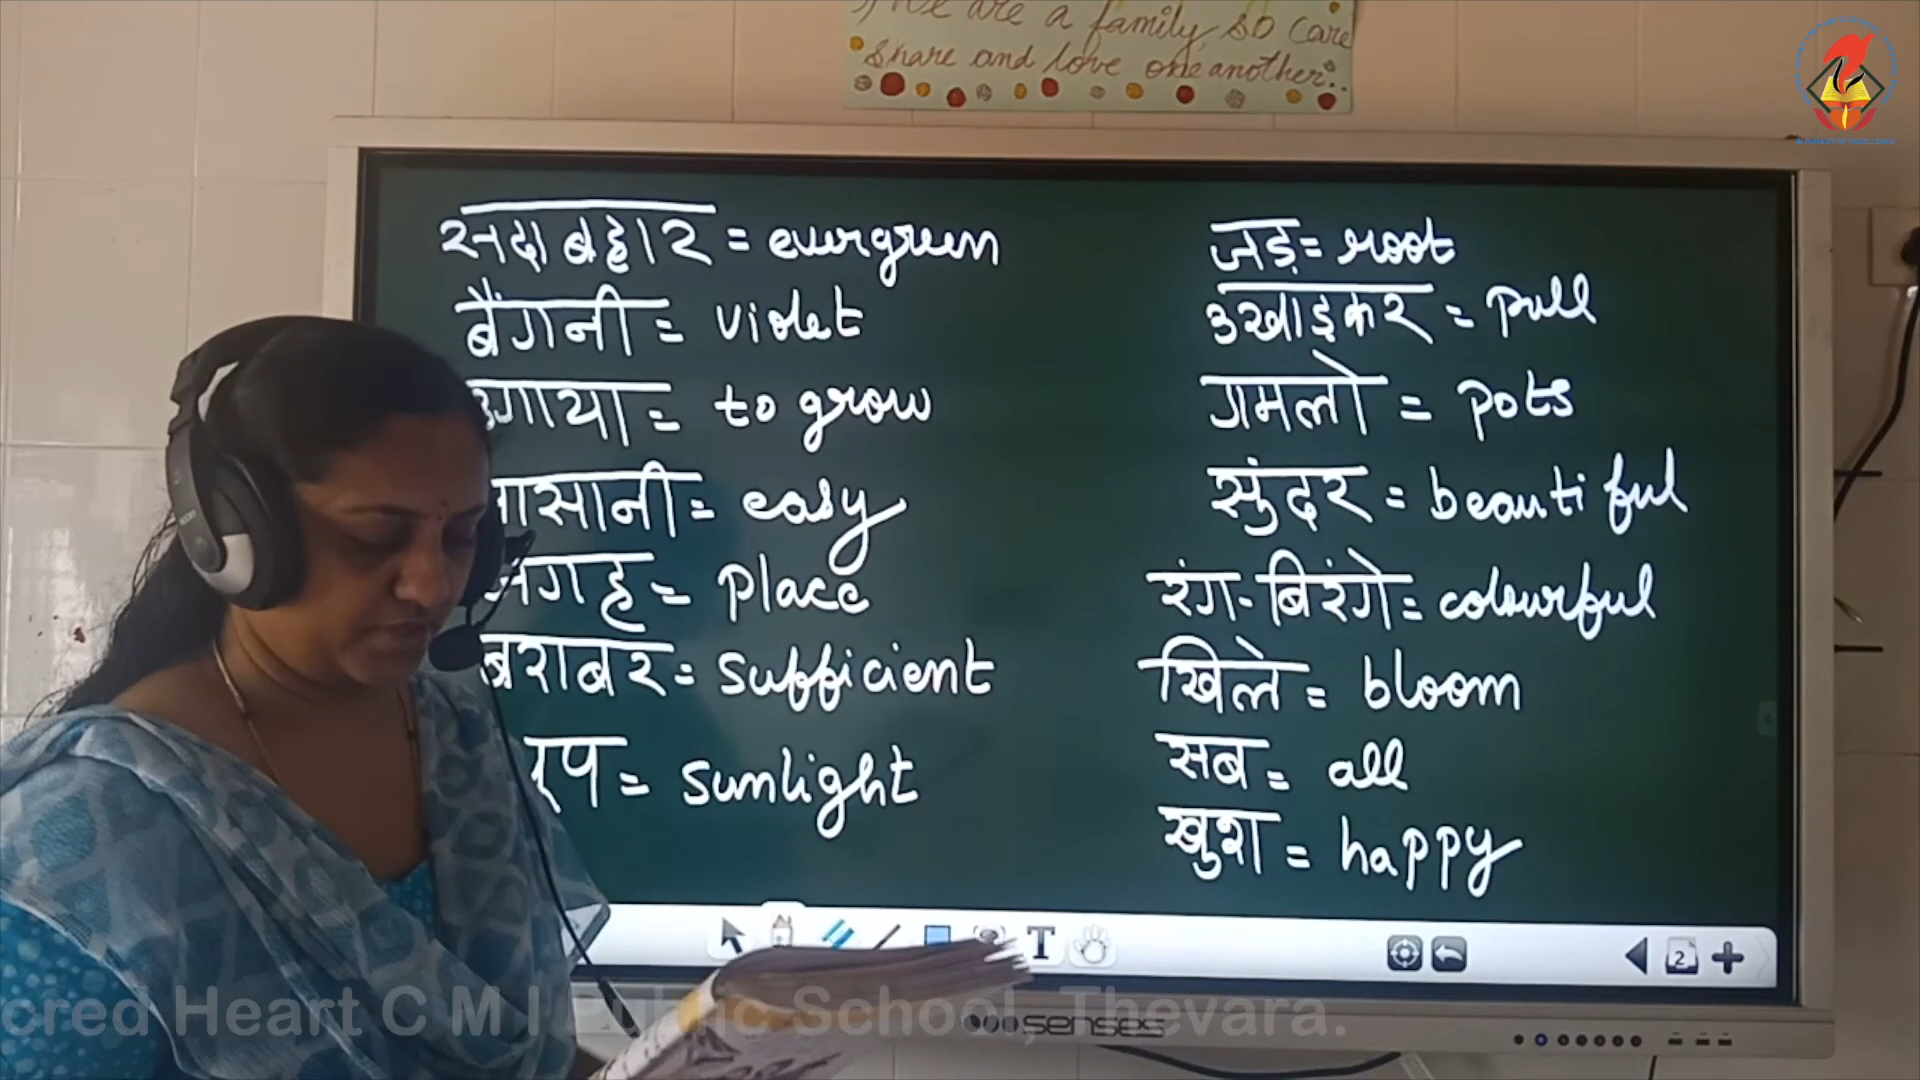 We are a family, so care
share and love one another..
सदाबहार = evergreen
बैंगनी = violet
उगाया = to grow
आसानी = easy
जगह = place
बराबर = sufficient
= sunlight
जड़ = root
उखाड़कर = pull
गमलो = pots
सुंदर = beautiful
रंग-बिरंगे = colourful
खिले = bloom
सब = all
खुश = happy
T
2
cred Heart C M I Public School, Thevara.
senses